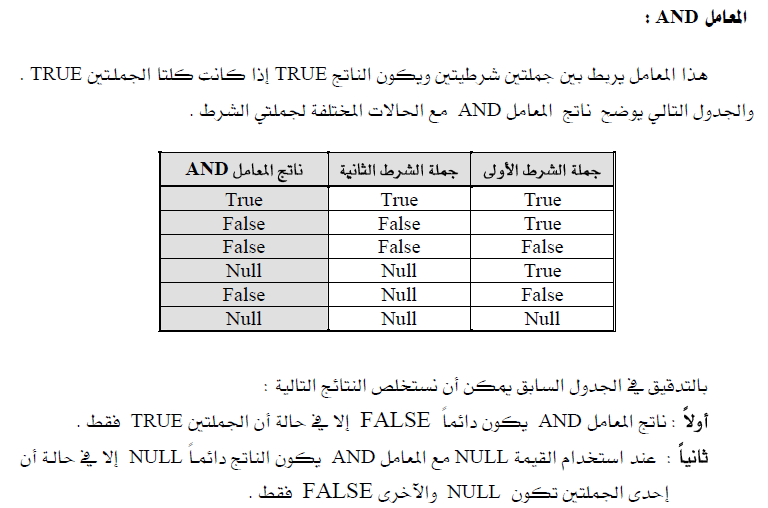 المعامل AND :
هذا المعامل يربط بين جملتين شرطيتين ويكون الناتج TRUE إذا كانت كلتا الجملتين TRUE .
والجدول التالي يوضح ناتج المعامل AND مع الحالات المختلفة لجملتي الشرط .
جملة الشرط الأولى جملة الشرط الثانية ناتج المعامل AND
True True True
True False False
False False False
True Null Null
False Null False
Null Null Null
بالتدقيق في الجدول السابق يمكن أن نستخلص النتائج التالية :
أولاً : ناتج المعامل AND يكون دائماً FALSE إلا في حالة أن الجملتين TRUE فقط .
ثانياً : عند استخدام القيمة NULL مع المعامل AND يكون الناتج دائماً NULL إلا في حالة أن
إحدى الجملتين تكون NULL والآخرى FALSE فقط .